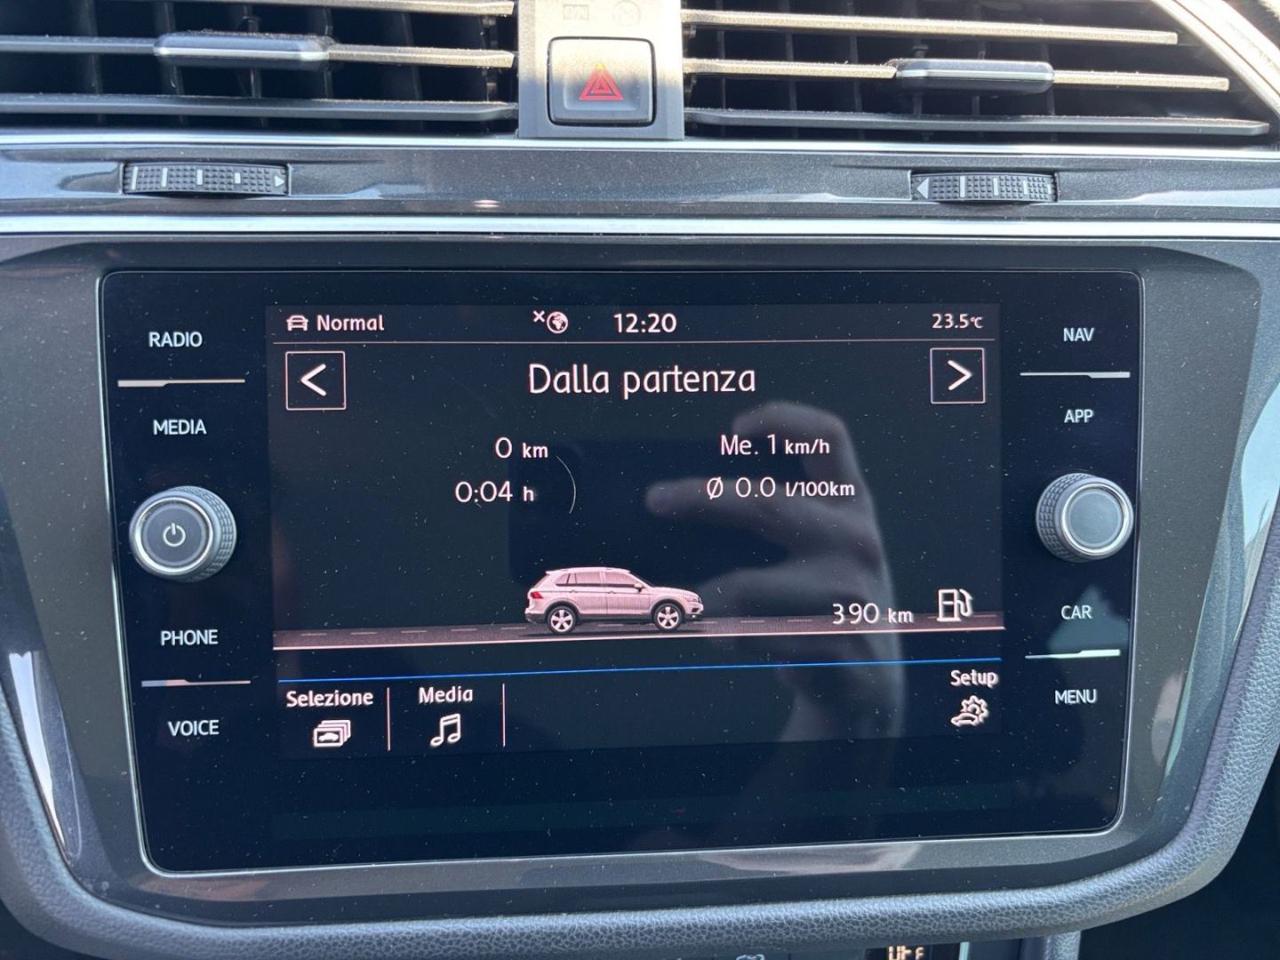 Normal 12:20 23.5°C
< Dalla partenza >
0 km Me. 1 km/h
0:04 h Ø 0.0 l/100km
390 km
Selezione Media Setup
RADIO
MEDIA
PHONE
VOICE
NAV
APP
CAR
MENU